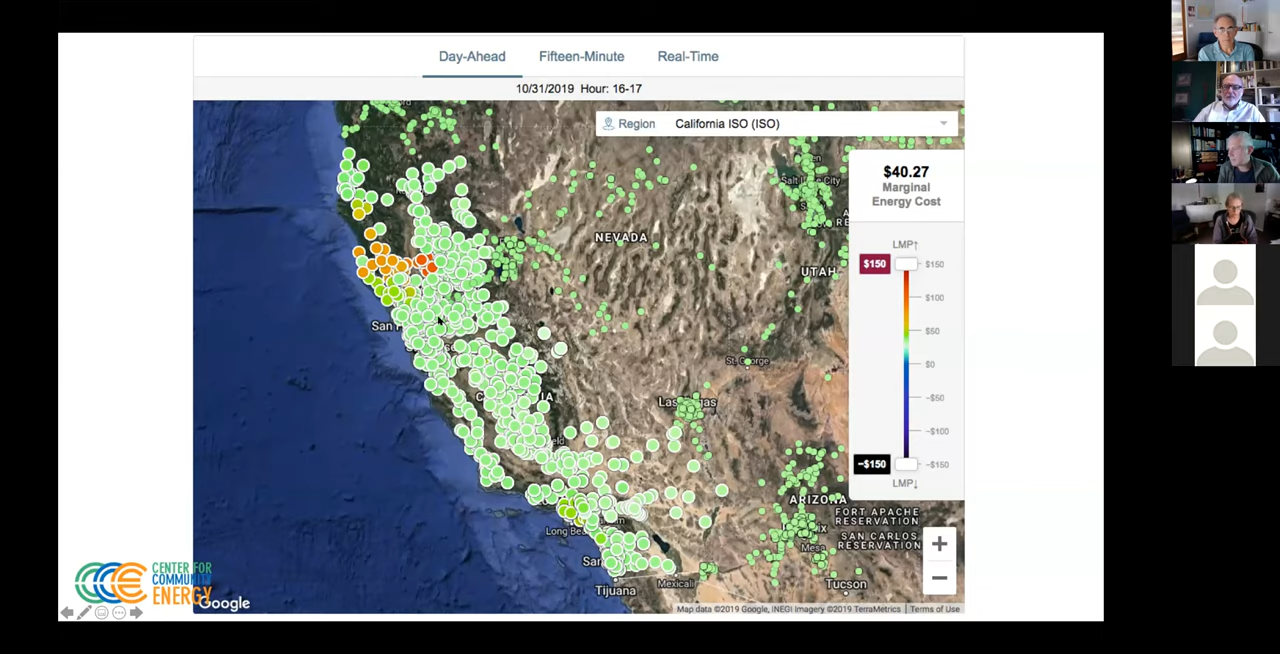 Day-Ahead Fifteen-Minute Real-Time
10/31/2019 Hour: 16-17
Region California ISO (ISO)
$40.27
Marginal
Energy Cost
LMP↑
$150 $150
$100
$50
$0
-$50
-$100
-$150 -$150
LMP↓
Salt City
NEVADA
UTAH
San
St. George
Las Vegas
ARIZONA
FORT APACHE
RESERVATION
SAN CARLOS
RESERVATION
Mesa
Tucson
Long Bea
San
Tijuana
Mexicali
CENTER FOR
COMMUNITY
ENERGY
Google
Map data ©2019 Google, INEGI Imagery ©2019 TerraMetrics Terms of Use